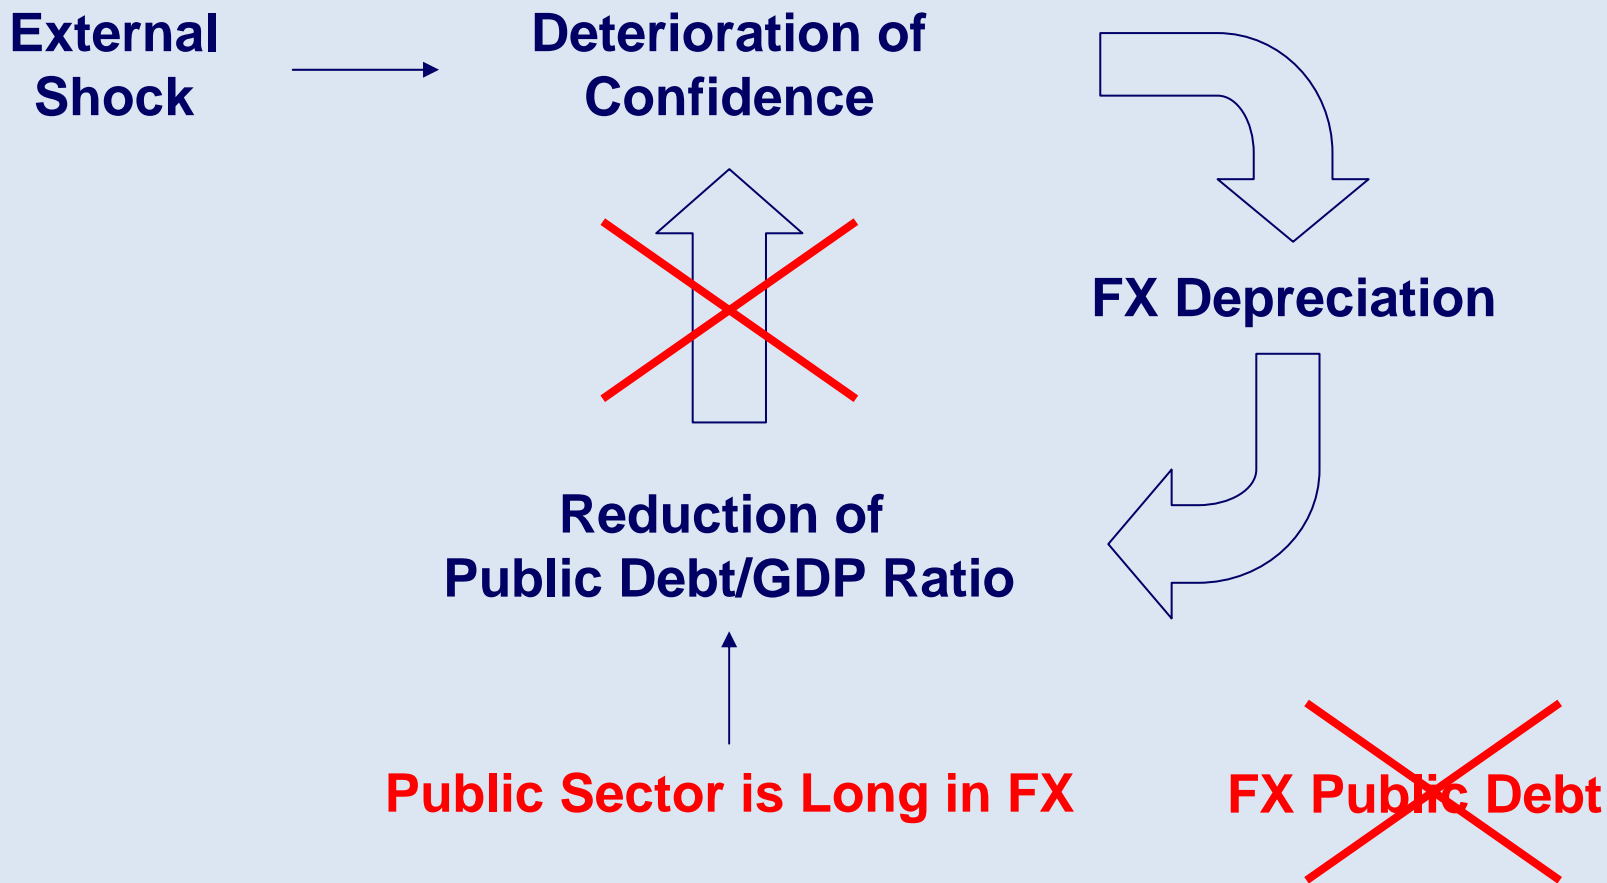 External
Shock
Deterioration of
Confidence
FX Depreciation
Reduction of
Public Debt/GDP Ratio
Public Sector is Long in FX
FX Public Debt